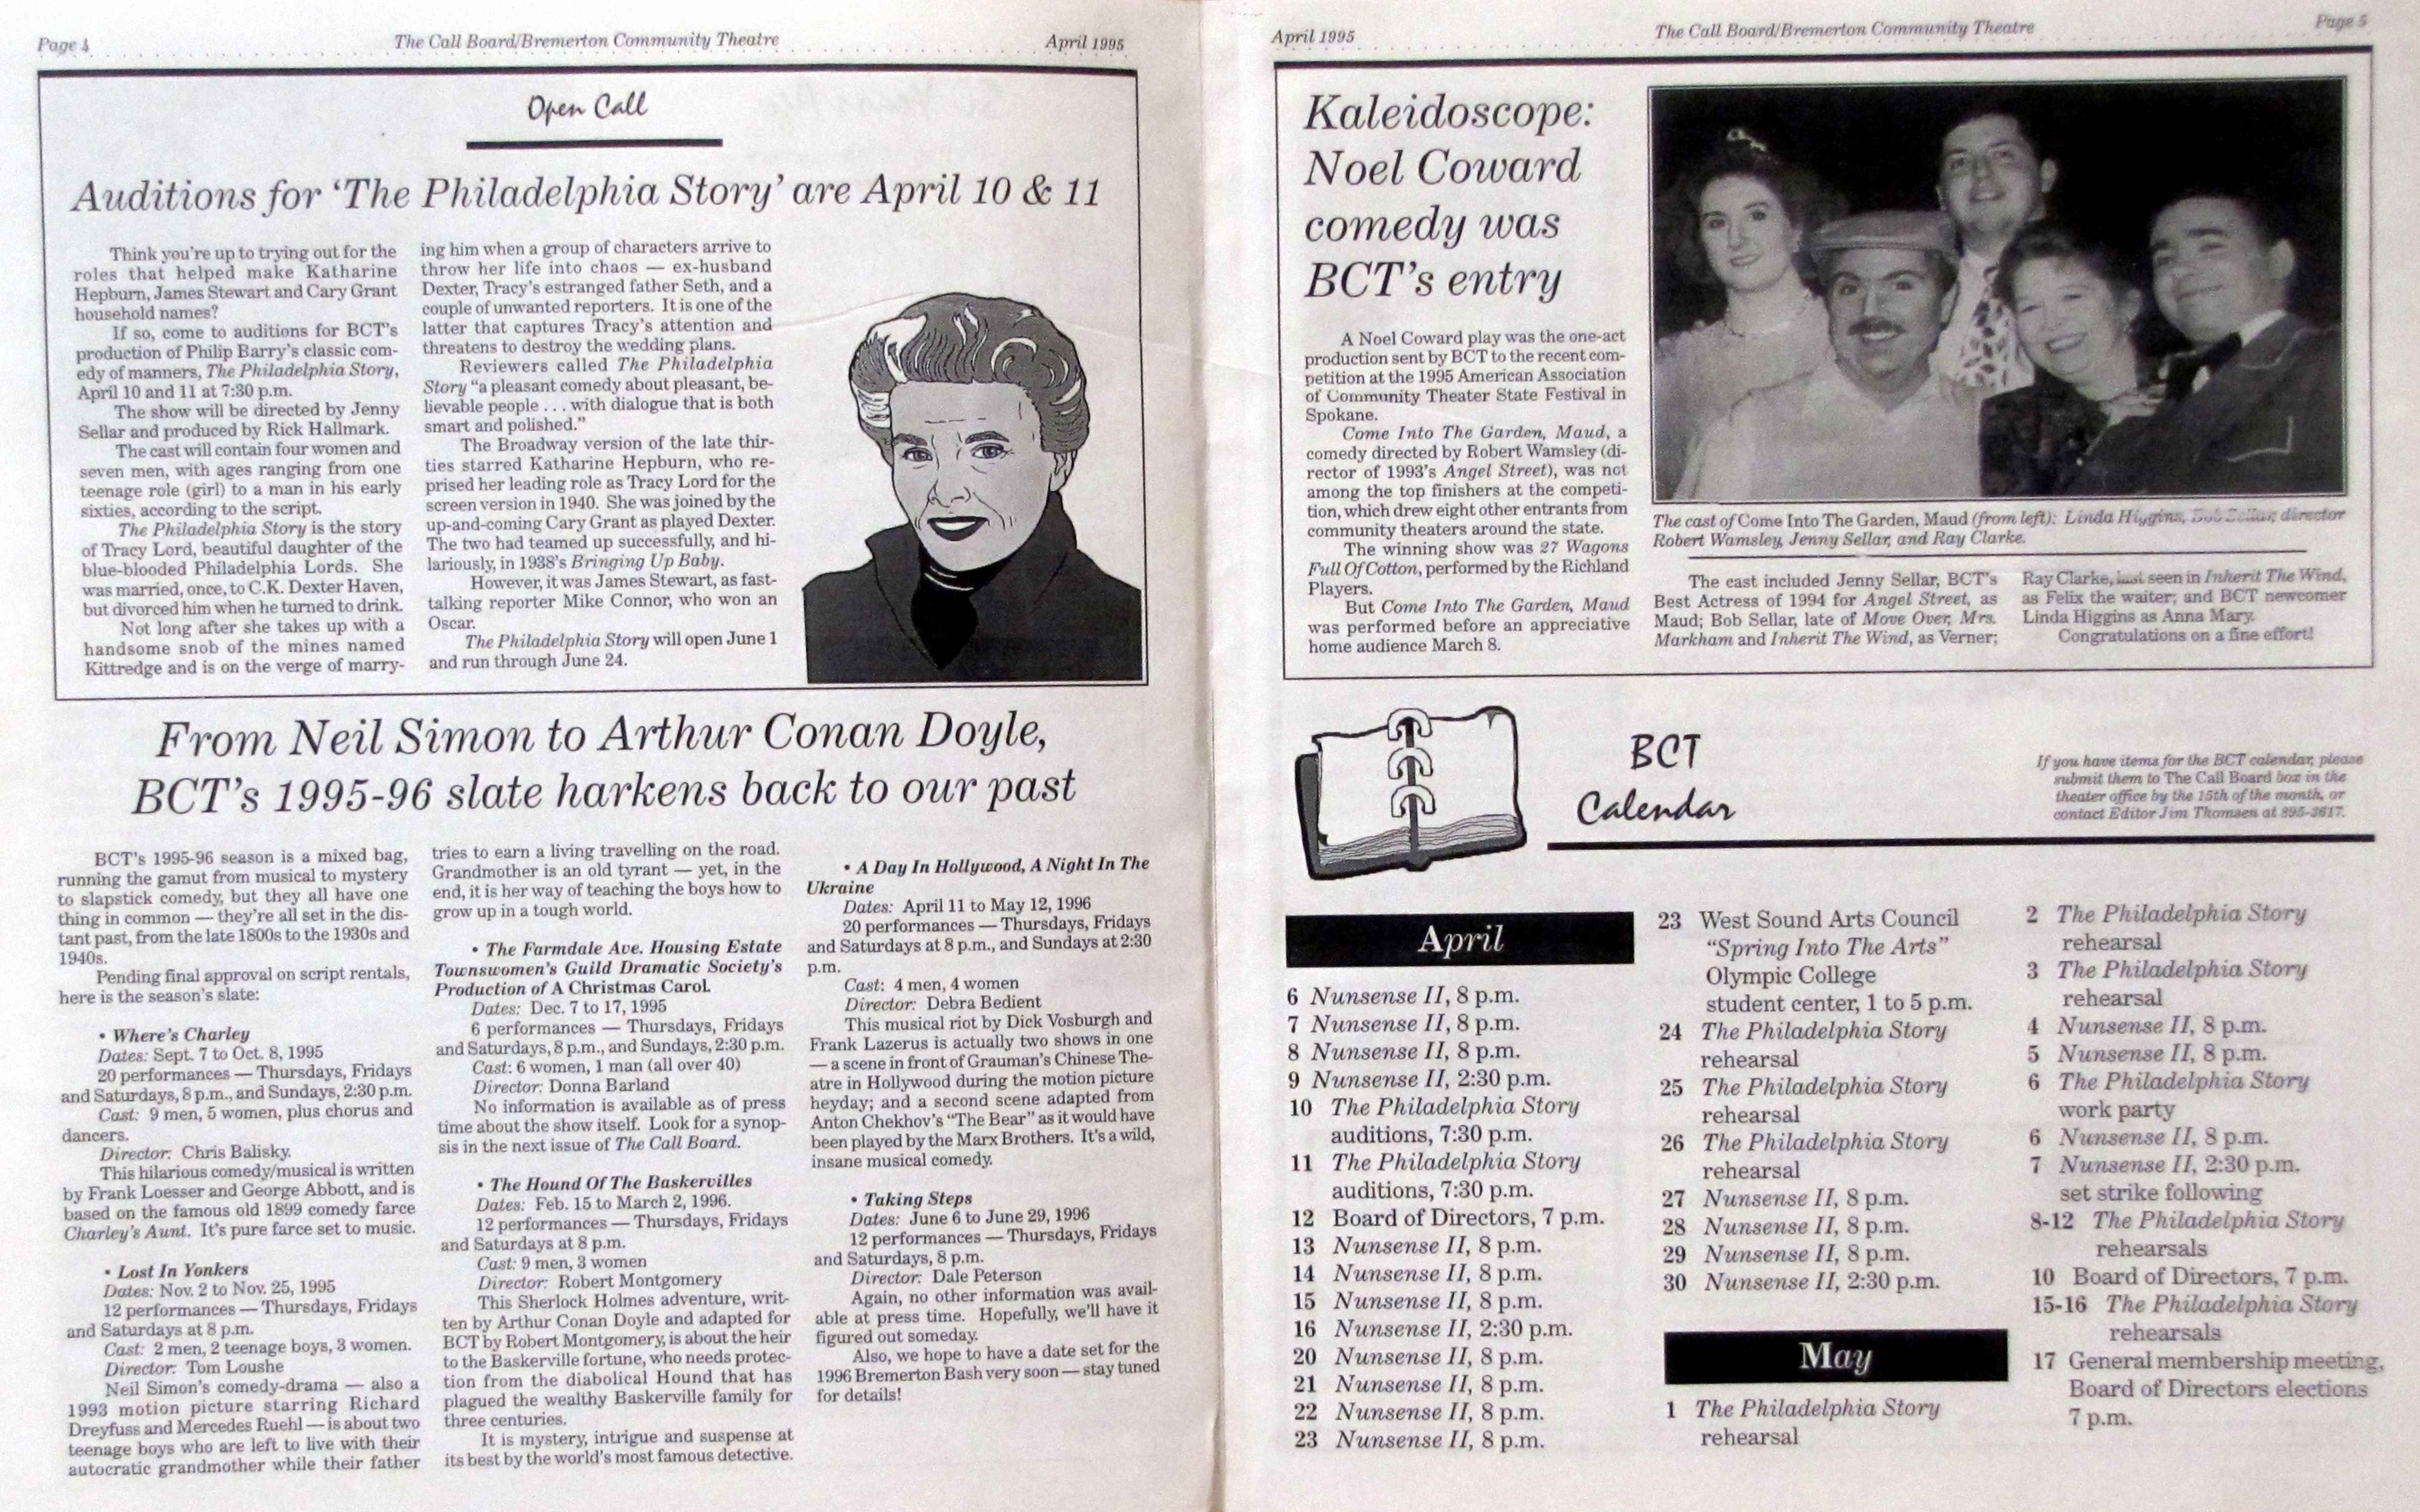 Page 4
The Call Board/Bremerton Community Theatre
April 1995
Open Call
Auditions for 'The Philadelphia Story' are April 10 & 11
Think you're up to trying out for the
roles that helped make Katharine
Hepburn, James Stewart and Cary Grant
household names?
If so, come to auditions for BCT's
production of Philip Barry's classic com-
edy of manners, The Philadelphia Story,
April 10 and 11 at 7:30 p.m.
The show will be directed by Jenny
Sellar and produced by Rick Hallmark.
The cast will contain four women and
seven men, with ages ranging from one
teenage role (girl) to a man in his early
sixties, according to the script.
The Philadelphia Story is the story
of Tracy Lord, beautiful daughter of the
blue-blooded Philadelphia Lords. She
was married, once, to C.K. Dexter Haven,
but divorced him when he turned to drink.
Not long after she takes up with a
handsome snob of the mines named
Kittredge and is on the verge of marry-
ing him when a group of characters arrive to
throw her life into chaos — ex-husband
Dexter, Tracy's estranged father Seth, and a
couple of unwanted reporters. It is one of the
latter that captures Tracy's attention and
threatens to destroy the wedding plans.
Reviewers called The Philadelphia
Story "a pleasant comedy about pleasant, be-
lievable people . . . with dialogue that is both
smart and polished."
The Broadway version of the late thir-
ties starred Katharine Hepburn, who re-
prised her leading role as Tracy Lord for the
screen version in 1940. She was joined by the
up-and-coming Cary Grant as played Dexter.
The two had teamed up successfully, and hi-
lariously, in 1938's Bringing Up Baby.
However, it was James Stewart, as fast-
talking reporter Mike Connor, who won an
Oscar.
The Philadelphia Story will open June 1
and run through June 24.
From Neil Simon to Arthur Conan Doyle,
BCT's 1995-96 slate harkens back to our past
BCT's 1995-96 season is a mixed bag,
running the gamut from musical to mystery
to slapstick comedy, but they all have one
thing in common — they're all set in the dis-
tant past, from the late 1800s to the 1930s and
1940s.
Pending final approval on script rentals,
here is the season's slate:
• Where's Charley
Dates: Sept. 7 to Oct. 8, 1995
20 performances — Thursdays, Fridays
and Saturdays, 8 p.m., and Sundays, 2:30 p.m.
Cast: 9 men, 5 women, plus chorus and
dancers.
Director: Chris Balisky.
This hilarious comedy/musical is written
by Frank Loesser and George Abbott, and is
based on the famous old 1899 comedy farce
Charley's Aunt. It's pure farce set to music.
• Lost In Yonkers
Dates: Nov. 2 to Nov. 25, 1995
12 performances — Thursdays, Fridays
and Saturdays at 8 p.m.
Cast: 2 men, 2 teenage boys, 3 women.
Director: Tom Loushe
Neil Simon's comedy-drama — also a
1993 motion picture starring Richard
Dreyfuss and Mercedes Ruehl — is about two
teenage boys who are left to live with their
autocratic grandmother while their father
tries to earn a living travelling on the road.
Grandmother is an old tyrant — yet, in the
end, it is her way of teaching the boys how to
grow up in a tough world.
• The Farmdale Ave. Housing Estate
Townswomen's Guild Dramatic Society's
Production of A Christmas Carol.
Dates: Dec. 7 to 17, 1995
6 performances — Thursdays, Fridays
and Saturdays, 8 p.m., and Sundays, 2:30 p.m.
Cast: 6 women, 1 man (all over 40)
Director: Donna Barland
No information is available as of press
time about the show itself. Look for a synop-
sis in the next issue of The Call Board.
• The Hound Of The Baskervilles
Dates: Feb. 15 to March 2, 1996.
12 performances — Thursdays, Fridays
and Saturdays at 8 p.m.
Cast: 9 men, 3 women
Director: Robert Montgomery
This Sherlock Holmes adventure, writ-
ten by Arthur Conan Doyle and adapted for
BCT by Robert Montgomery, is about the heir
to the Baskerville fortune, who needs protec-
tion from the diabolical Hound that has
plagued the wealthy Baskerville family for
three centuries.
It is mystery, intrigue and suspense at
its best by the world's most famous detective.
• A Day In Hollywood, A Night In The
Ukraine
Dates: April 11 to May 12, 1996
20 performances — Thursdays, Fridays
and Saturdays at 8 p.m., and Sundays at 2:30
p.m.
Cast: 4 men, 4 women
Director: Debra Bedient
This musical riot by Dick Vosburgh and
Frank Lazerus is actually two shows in one
— a scene in front of Grauman's Chinese The-
atre in Hollywood during the motion picture
heyday; and a second scene adapted from
Anton Chekhov's "The Bear" as it would have
been played by the Marx Brothers. It's a wild,
insane musical comedy.
• Taking Steps
Dates: June 6 to June 29, 1996
12 performances — Thursdays, Fridays
and Saturdays, 8 p.m.
Director: Dale Peterson
Again, no other information was avail-
able at press time. Hopefully, we'll have it
figured out someday.
Also, we hope to have a date set for the
1996 Bremerton Bash very soon — stay tuned
for details!
April 1995
The Call Board/Bremerton Community Theatre
Page 5
Kaleidoscope:
Noel Coward
comedy was
BCT's entry
A Noel Coward play was the one-act
production sent by BCT to the recent com-
petition at the 1995 American Association
of Community Theater State Festival in
Spokane.
Come Into The Garden, Maud, a
comedy directed by Robert Wamsley (di-
rector of 1993's Angel Street), was not
among the top finishers at the competi-
tion, which drew eight other entrants from
community theaters around the state.
The winning show was 27 Wagons
Full Of Cotton, performed by the Richland
Players.
But Come Into The Garden, Maud
was performed before an appreciative
home audience March 8.
The cast of Come Into The Garden, Maud (from left): Linda Higgins, Bob Sellar, director
Robert Wamsley, Jenny Sellar, and Ray Clarke.
The cast included Jenny Sellar, BCT's
Best Actress of 1994 for Angel Street, as
Maud; Bob Sellar, late of Move Over, Mrs.
Markham and Inherit The Wind, as Verner;
Ray Clarke, last seen in Inherit The Wind,
as Felix the waiter; and BCT newcomer
Linda Higgins as Anna Mary.
Congratulations on a fine effort!
BCT
Calendar
If you have items for the BCT calendar, please
submit them to The Call Board box in the
theater office by the 15th of the month, or
contact Editor Jim Thomsen at 895-3617.
April
6 Nunsense II, 8 p.m.
7 Nunsense II, 8 p.m.
8 Nunsense II, 8 p.m.
9 Nunsense II, 2:30 p.m.
10 The Philadelphia Story
auditions, 7:30 p.m.
11 The Philadelphia Story
auditions, 7:30 p.m.
12 Board of Directors, 7 p.m.
13 Nunsense II, 8 p.m.
14 Nunsense II, 8 p.m.
15 Nunsense II, 8 p.m.
16 Nunsense II, 2:30 p.m.
20 Nunsense II, 8 p.m.
21 Nunsense II, 8 p.m.
22 Nunsense II, 8 p.m.
23 Nunsense II, 8 p.m.
23 West Sound Arts Council
"Spring Into The Arts"
Olympic College
student center, 1 to 5 p.m.
24 The Philadelphia Story
rehearsal
25 The Philadelphia Story
rehearsal
26 The Philadelphia Story
rehearsal
27 Nunsense II, 8 p.m.
28 Nunsense II, 8 p.m.
29 Nunsense II, 8 p.m.
30 Nunsense II, 2:30 p.m.
May
1 The Philadelphia Story
rehearsal
2 The Philadelphia Story
rehearsal
3 The Philadelphia Story
rehearsal
4 Nunsense II, 8 p.m.
5 Nunsense II, 8 p.m.
6 The Philadelphia Story
work party
6 Nunsense II, 8 p.m.
7 Nunsense II, 2:30 p.m.
set strike following
8-12 The Philadelphia Story
rehearsals
10 Board of Directors, 7 p.m.
15-16 The Philadelphia Story
rehearsals
17 General membership meeting,
Board of Directors elections
7 p.m.